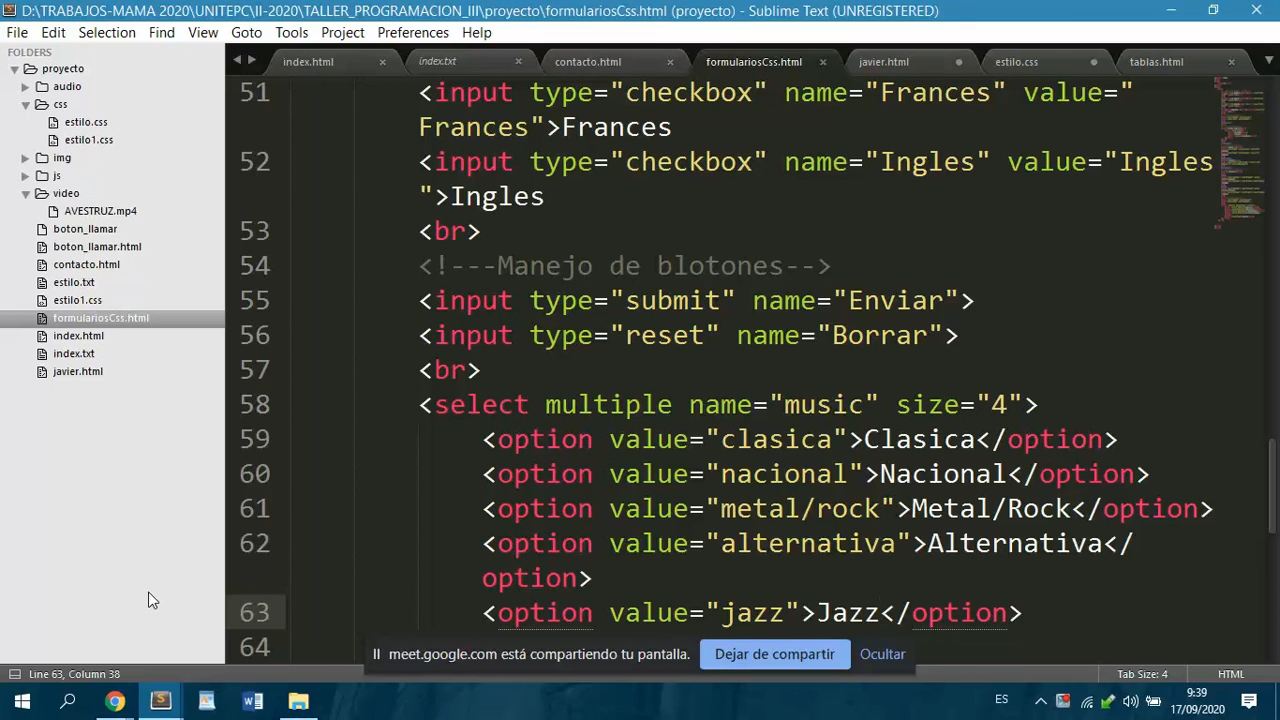 D:\TRABAJOS-MAMA 2020\UNITEPC\II-2020\TALLER_PROGRAMACION_III\proyecto\formulariosCss.html (proyecto) - Sublime Text (UNREGISTERED)
File Edit Selection Find View Goto Tools Project Preferences Help
FOLDERS
proyecto
audio
css
estilo.css
estilo1.css
img
js
video
AVESTRUZ.mp4
boton_llamar
boton_llamar.html
contacto.html
estilo.txt
estilo1.css
formulariosCss.html
index.html
index.txt
javier.html
index.html index.txt contacto.html formulariosCss.html javier.html estilo.css tablas.html
51 <input type="checkbox" name="Frances" value="
Frances">Frances
52 <input type="checkbox" name="Ingles" value="Ingles
">Ingles
53 <br>
54 <!---Manejo de blotones-->
55 <input type="submit" name="Enviar">
56 <input type="reset" name="Borrar">
57 <br>
58 <select multiple name="music" size="4">
59 <option value="clasica">Clasica</option>
60 <option value="nacional">Nacional</option>
61 <option value="metal/rock">Metal/Rock</option>
62 <option value="alternativa">Alternativa</
option>
63 <option value="jazz">Jazz</option>
64
meet.google.com está compartiendo tu pantalla. Dejar de compartir Ocultar
Line 63, Column 38 Tab Size: 4 HTML
ES 9:39
17/09/2020